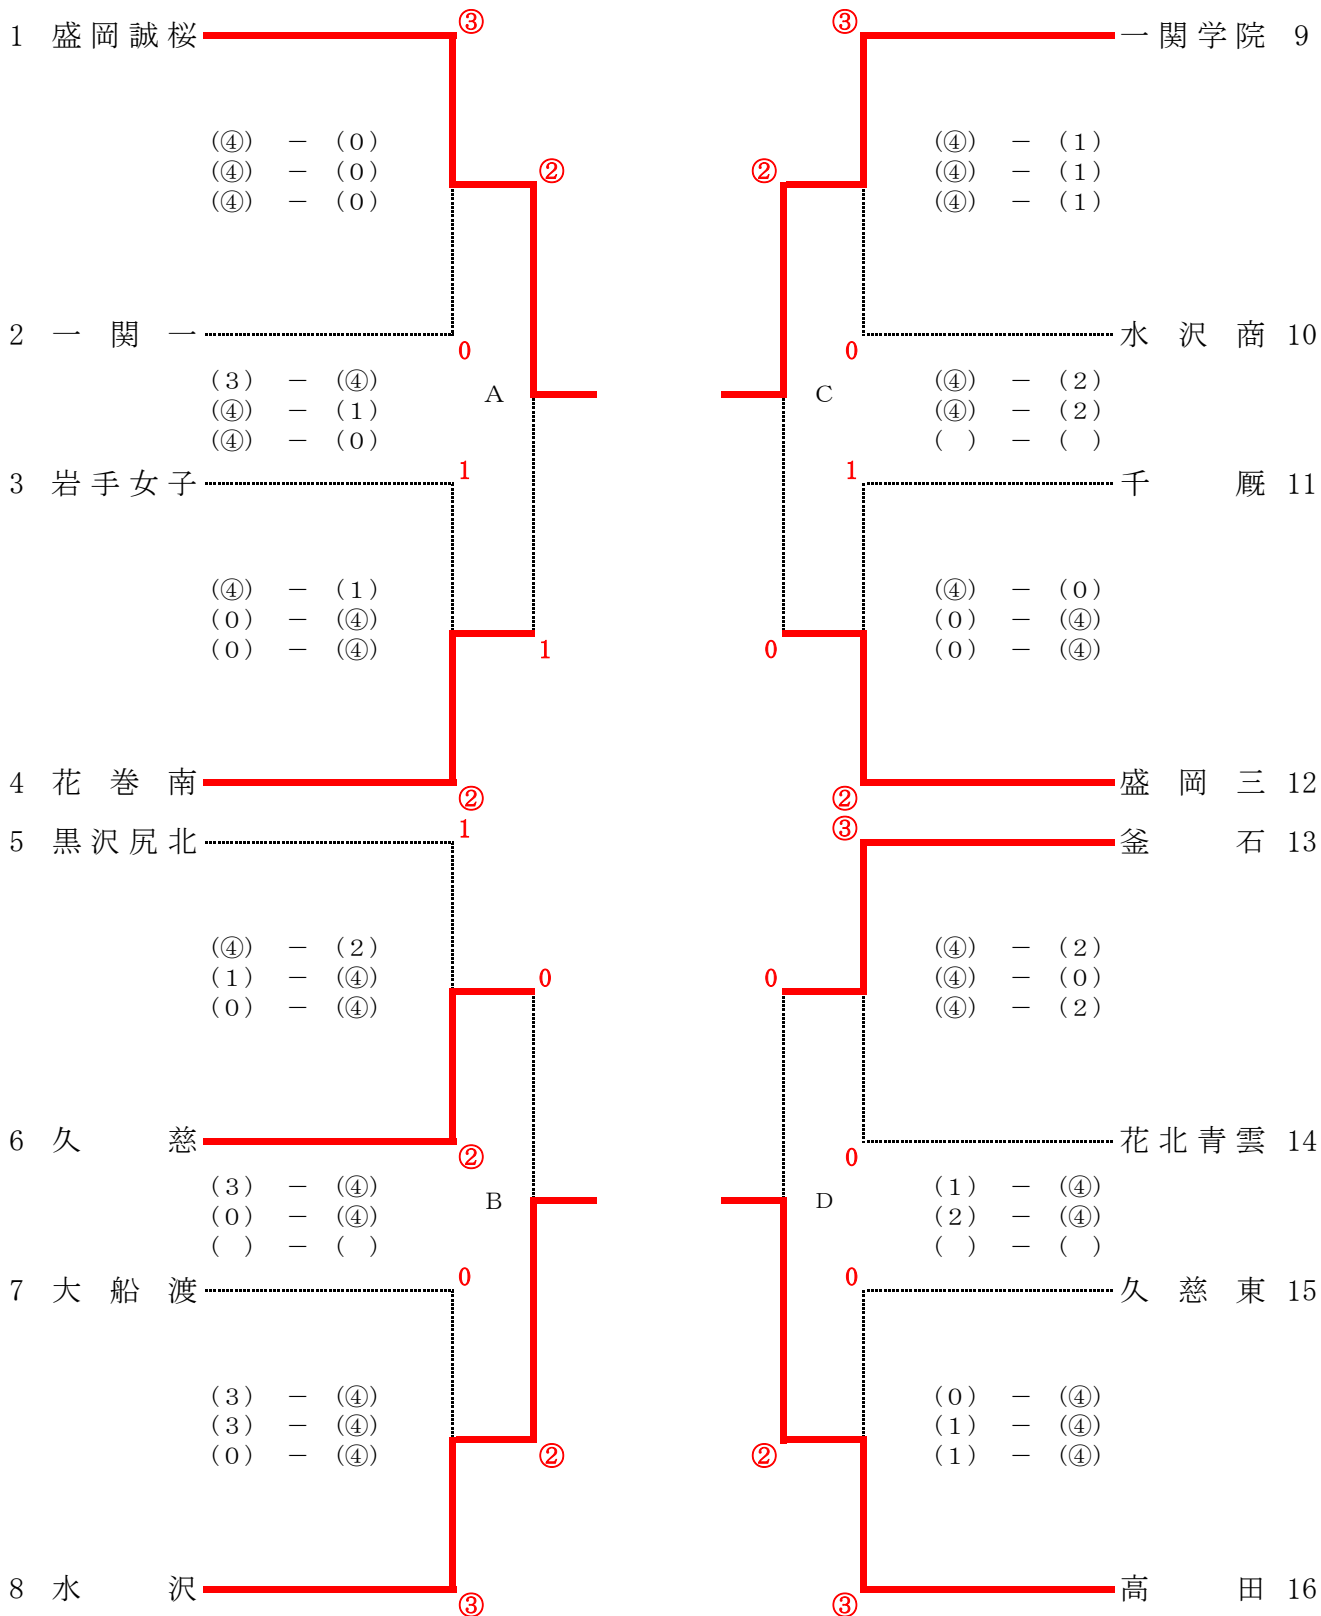 ③ ③
1 盛岡誠桜 一関学院 9
(④) － (0) (④) － (1)
(④) － (0) ② ② (④) － (1)
(④) － (0) (④) － (1)
2 一関一 水沢商 10
0 0
(3) － (④) (④) － (2)
(④) － (1) A C (④) － (2)
(④) － (0) ( ) － ( )
1 1
3 岩手女子 千厩 11
(④) － (1) (④) － (0)
(0) － (④) (0) － (④)
(0) － (④) 1 0 (0) － (④)
4 花巻南 盛岡三 12
② ②
1 ③
5 黒沢尻北 釜石 13
(④) － (2) (④) － (2)
(1) － (④) 0 0 (④) － (0)
(0) － (④) (④) － (2)
6 久慈 花北青雲 14
② 0
(3) － (④) (1) － (④)
(0) － (④) B D (2) － (④)
( ) － ( ) ( ) － ( )
0 0
7 大船渡 久慈東 15
(3) － (④) (0) － (④)
(3) － (④) (1) － (④)
(0) － (④) ② ② (1) － (④)
8 水沢 高田 16
③ ③